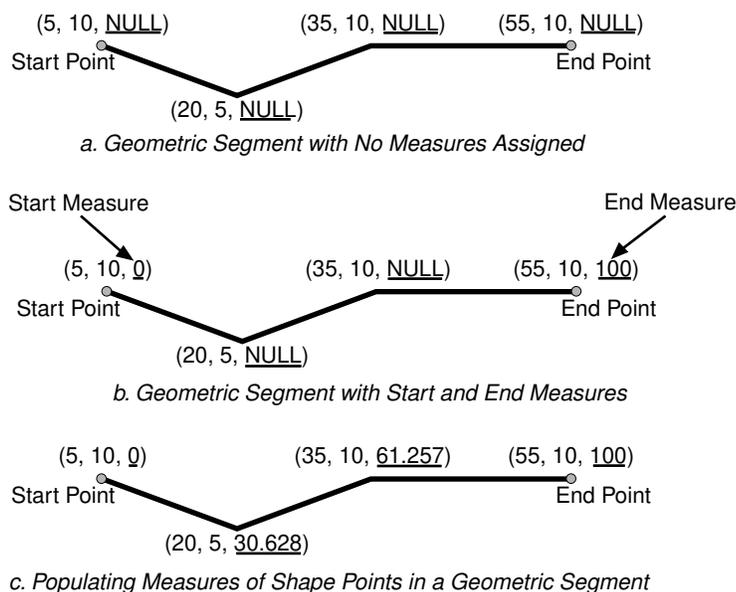 (5, 10, NULL) (35, 10, NULL) (55, 10, NULL)
Start Point End Point
(20, 5, NULL)
a. Geometric Segment with No Measures Assigned
Start Measure End Measure
(5, 10, 0) (35, 10, NULL) (55, 10, 100)
Start Point End Point
(20, 5, NULL)
b. Geometric Segment with Start and End Measures
(5, 10, 0) (35, 10, 61.257) (55, 10, 100)
Start Point End Point
(20, 5, 30.628)
c. Populating Measures of Shape Points in a Geometric Segment